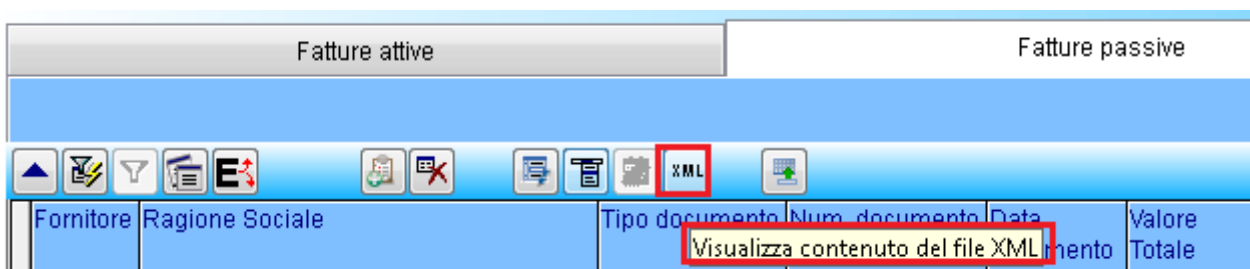 Fatture attive
Fatture passive
E
XML
Fornitore Ragione Sociale Tipo documento Num. documento Data Valore
Visualizza contenuto del file XML mento Totale